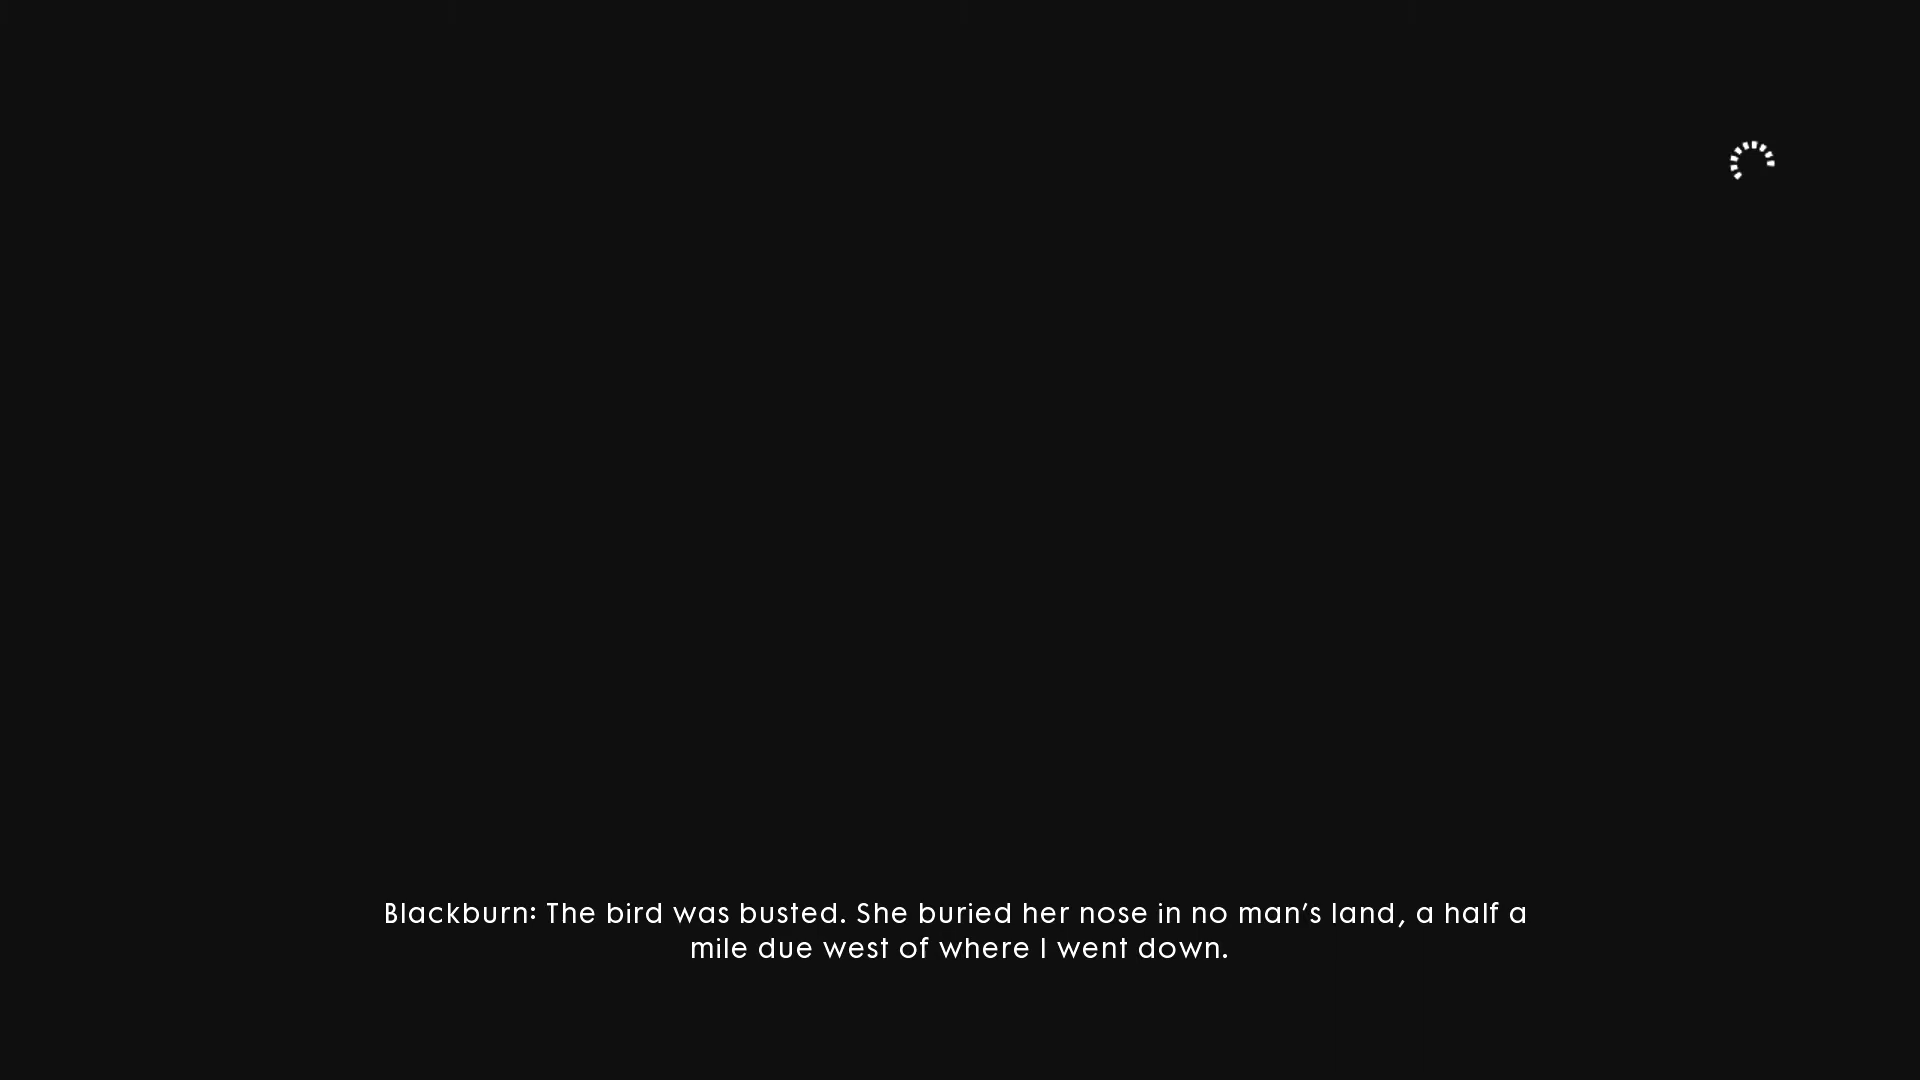 Blackburn: The bird was busted. She buried her nose in no man’s land, a half a
mile due west of where I went down.